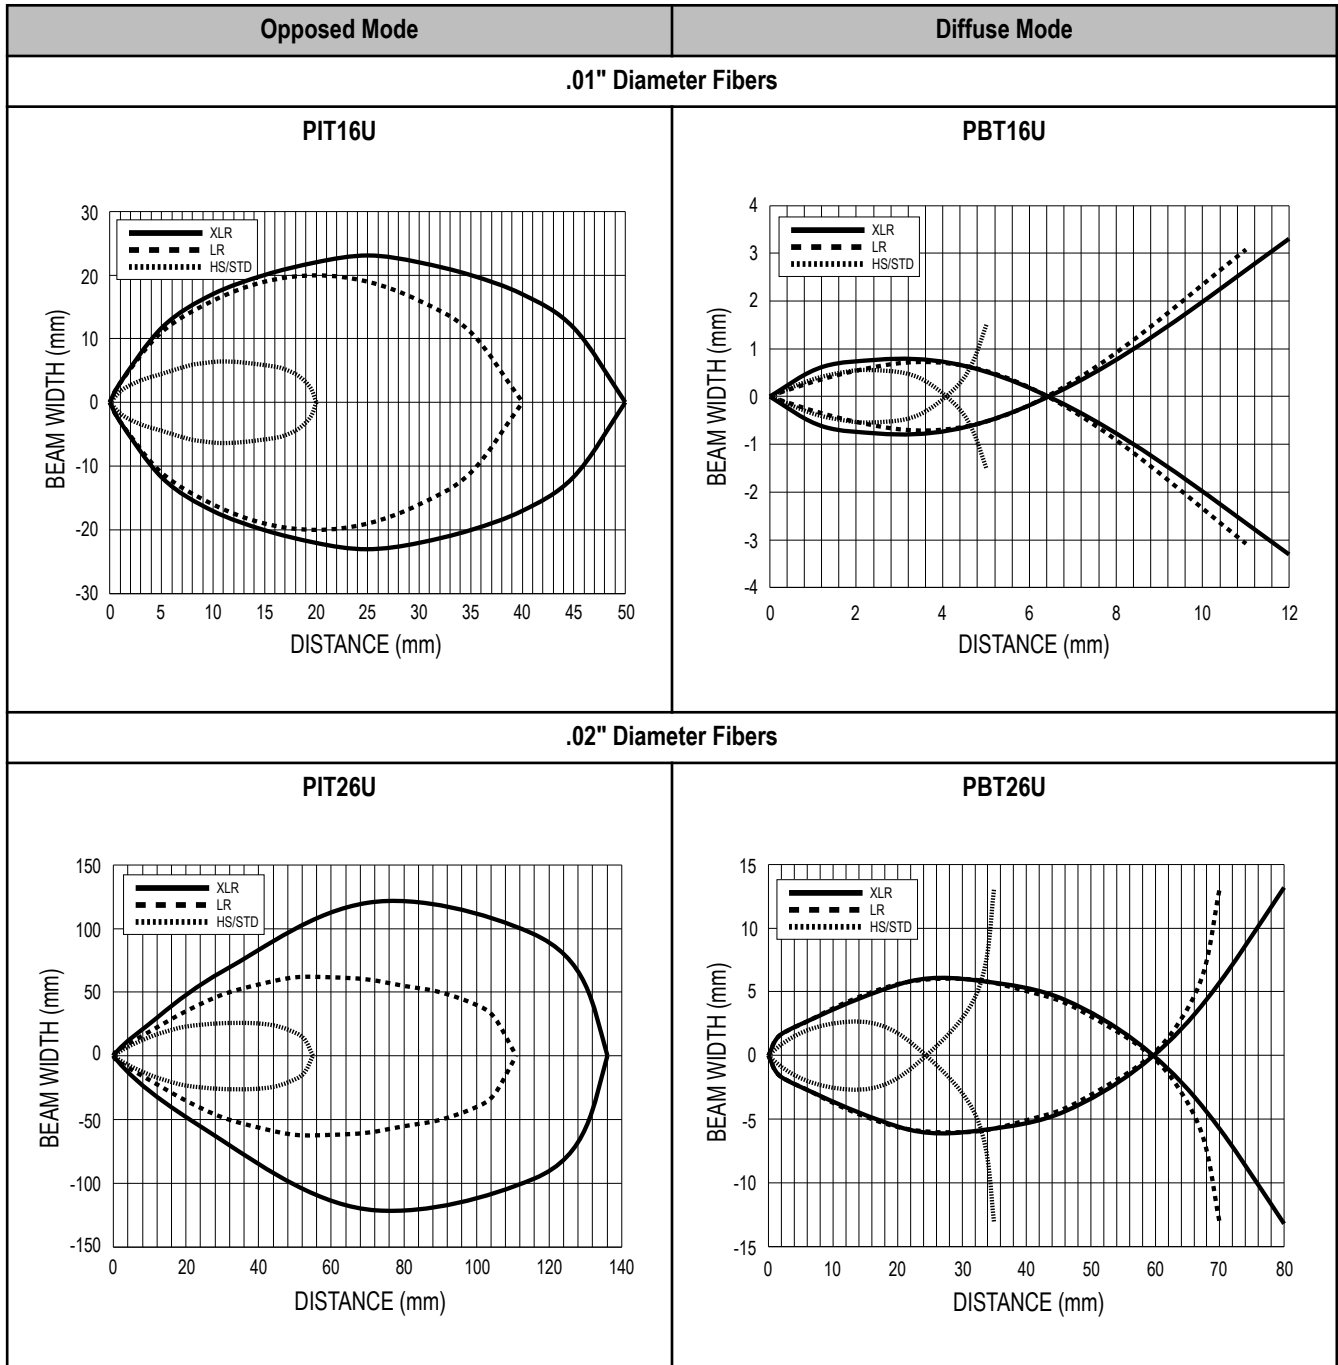 Opposed Mode
Diffuse Mode
.01" Diameter Fibers
PIT16U
PBT16U
XLR
LR
HS/STD
30
20
10
0
-10
-20
-30
BEAM WIDTH (mm)
0 5 10 15 20 25 30 35 40 45 50
DISTANCE (mm)
XLR
LR
HS/STD
4
3
2
1
0
-1
-2
-3
-4
BEAM WIDTH (mm)
0 2 4 6 8 10 12
DISTANCE (mm)
.02" Diameter Fibers
PIT26U
PBT26U
XLR
LR
HS/STD
150
100
50
0
-50
-100
-150
BEAM WIDTH (mm)
0 20 40 60 80 100 120 140
DISTANCE (mm)
XLR
LR
HS/STD
15
10
5
0
-5
-10
-15
BEAM WIDTH (mm)
0 10 20 30 40 50 60 70 80
DISTANCE (mm)